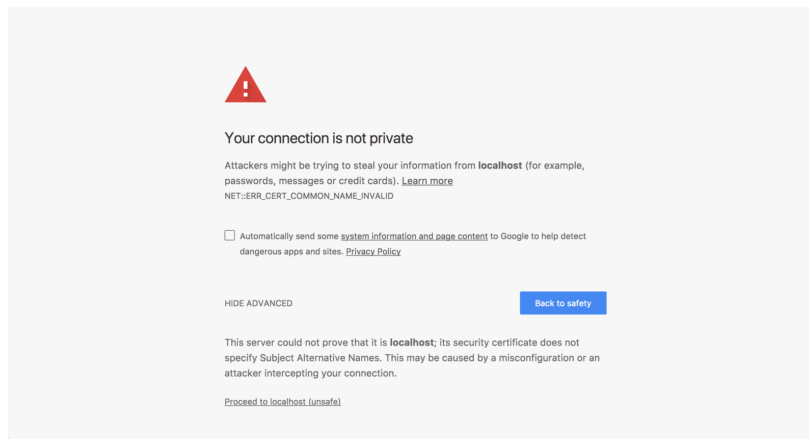 Your connection is not private
Attackers might be trying to steal your information from localhost (for example,
passwords, messages or credit cards). Learn more
NET::ERR_CERT_COMMON_NAME_INVALID
Automatically send some system information and page content to Google to help detect
dangerous apps and sites. Privacy Policy
HIDE ADVANCED
Back to safety
This server could not prove that it is localhost; its security certificate does not
specify Subject Alternative Names. This may be caused by a misconfiguration or an
attacker intercepting your connection.
Proceed to localhost (unsafe)